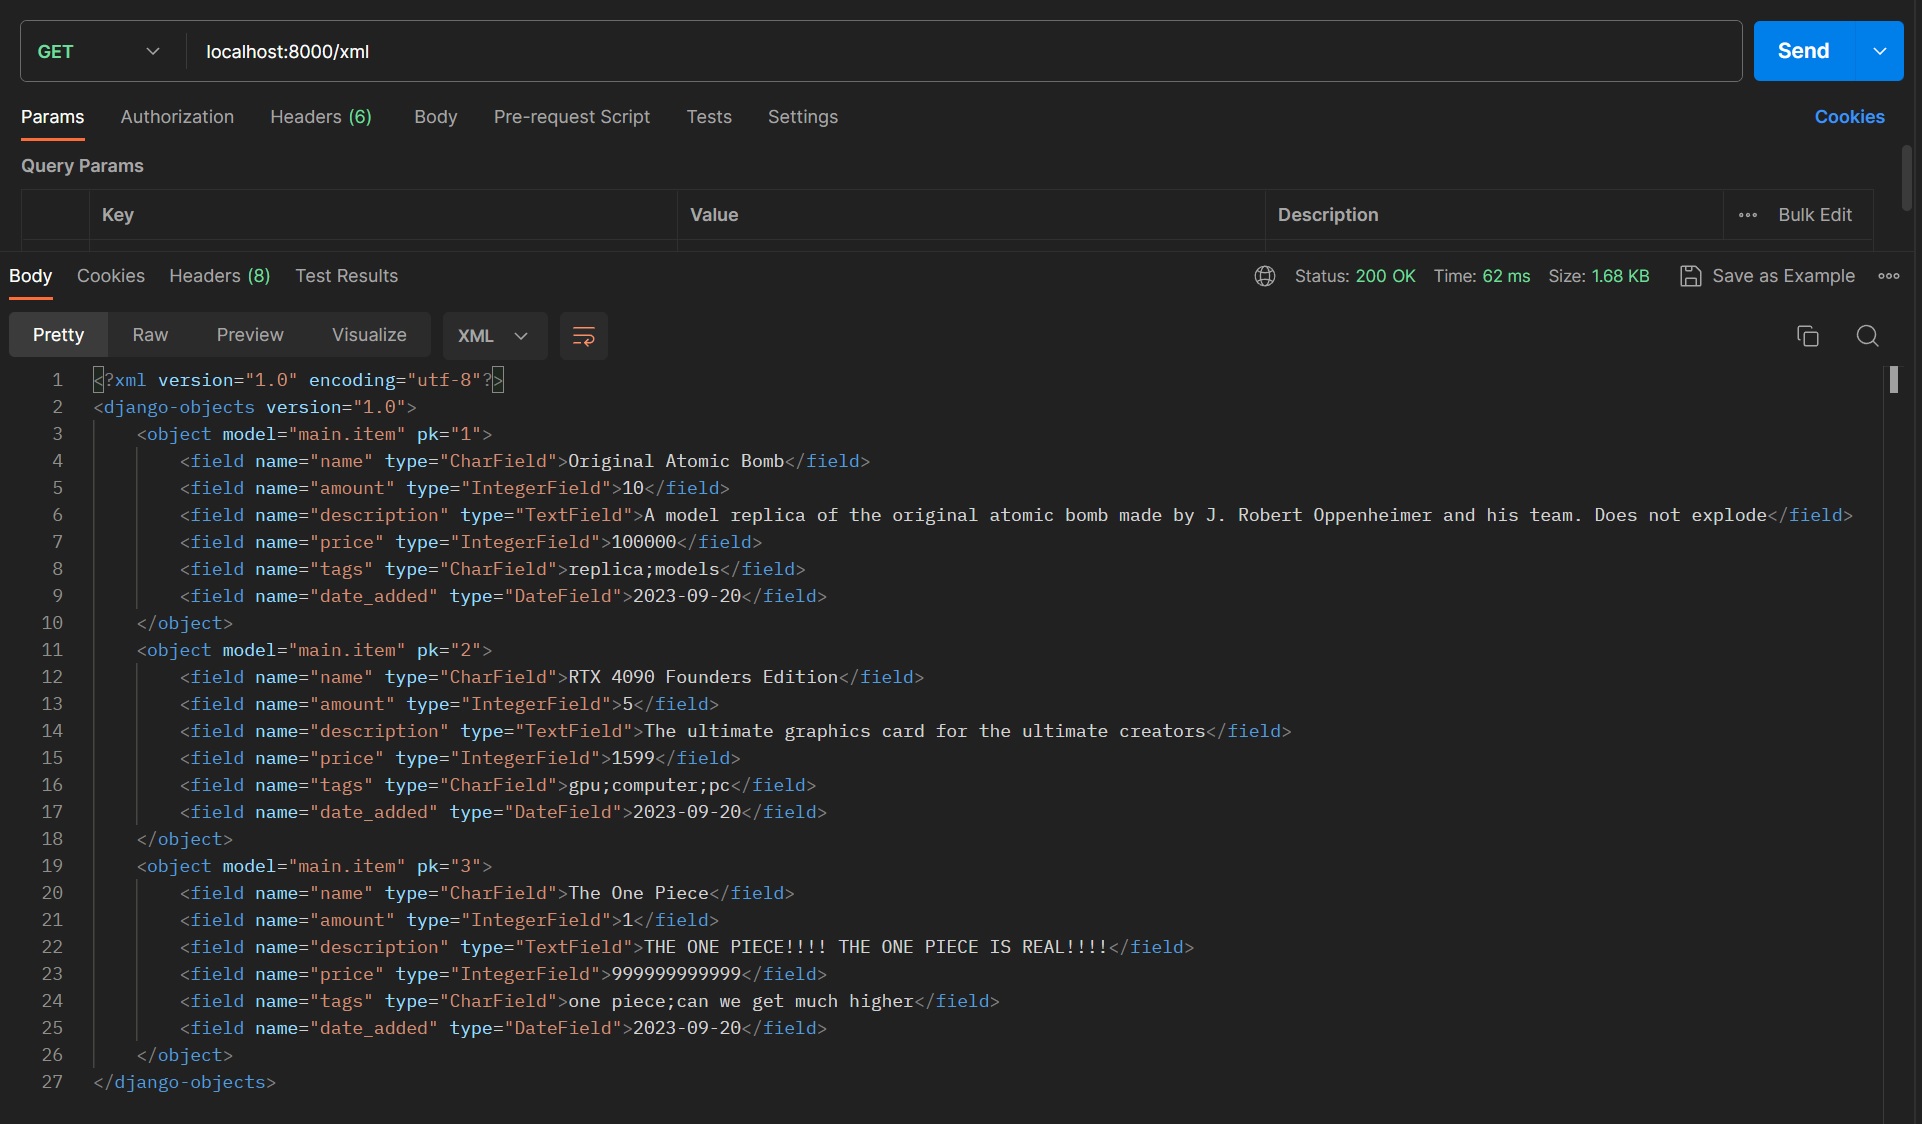 GET localhost:8000/xml Send
Params Authorization Headers (6) Body Pre-request Script Tests Settings Cookies
Query Params
Key Value Description Bulk Edit
Body Cookies Headers (8) Test Results Status: 200 OK Time: 62 ms Size: 1.68 KB Save as Example
Pretty Raw Preview Visualize XML
1 <?xml version="1.0" encoding="utf-8"?>
2 <django-objects version="1.0">
3 <object model="main.item" pk="1">
4 <field name="name" type="CharField">Original Atomic Bomb</field>
5 <field name="amount" type="IntegerField">10</field>
6 <field name="description" type="TextField">A model replica of the original atomic bomb made by J. Robert Oppenheimer and his team. Does not explode</field>
7 <field name="price" type="IntegerField">100000</field>
8 <field name="tags" type="CharField">replica;models</field>
9 <field name="date_added" type="DateField">2023-09-20</field>
10 </object>
11 <object model="main.item" pk="2">
12 <field name="name" type="CharField">RTX 4090 Founders Edition</field>
13 <field name="amount" type="IntegerField">5</field>
14 <field name="description" type="TextField">The ultimate graphics card for the ultimate creators</field>
15 <field name="price" type="IntegerField">1599</field>
16 <field name="tags" type="CharField">gpu;computer;pc</field>
17 <field name="date_added" type="DateField">2023-09-20</field>
18 </object>
19 <object model="main.item" pk="3">
20 <field name="name" type="CharField">The One Piece</field>
21 <field name="amount" type="IntegerField">1</field>
22 <field name="description" type="TextField">THE ONE PIECE!!!! THE ONE PIECE IS REAL!!!!</field>
23 <field name="price" type="IntegerField">999999999999</field>
24 <field name="tags" type="CharField">one piece;can we get much higher</field>
25 <field name="date_added" type="DateField">2023-09-20</field>
26 </object>
27 </django-objects>